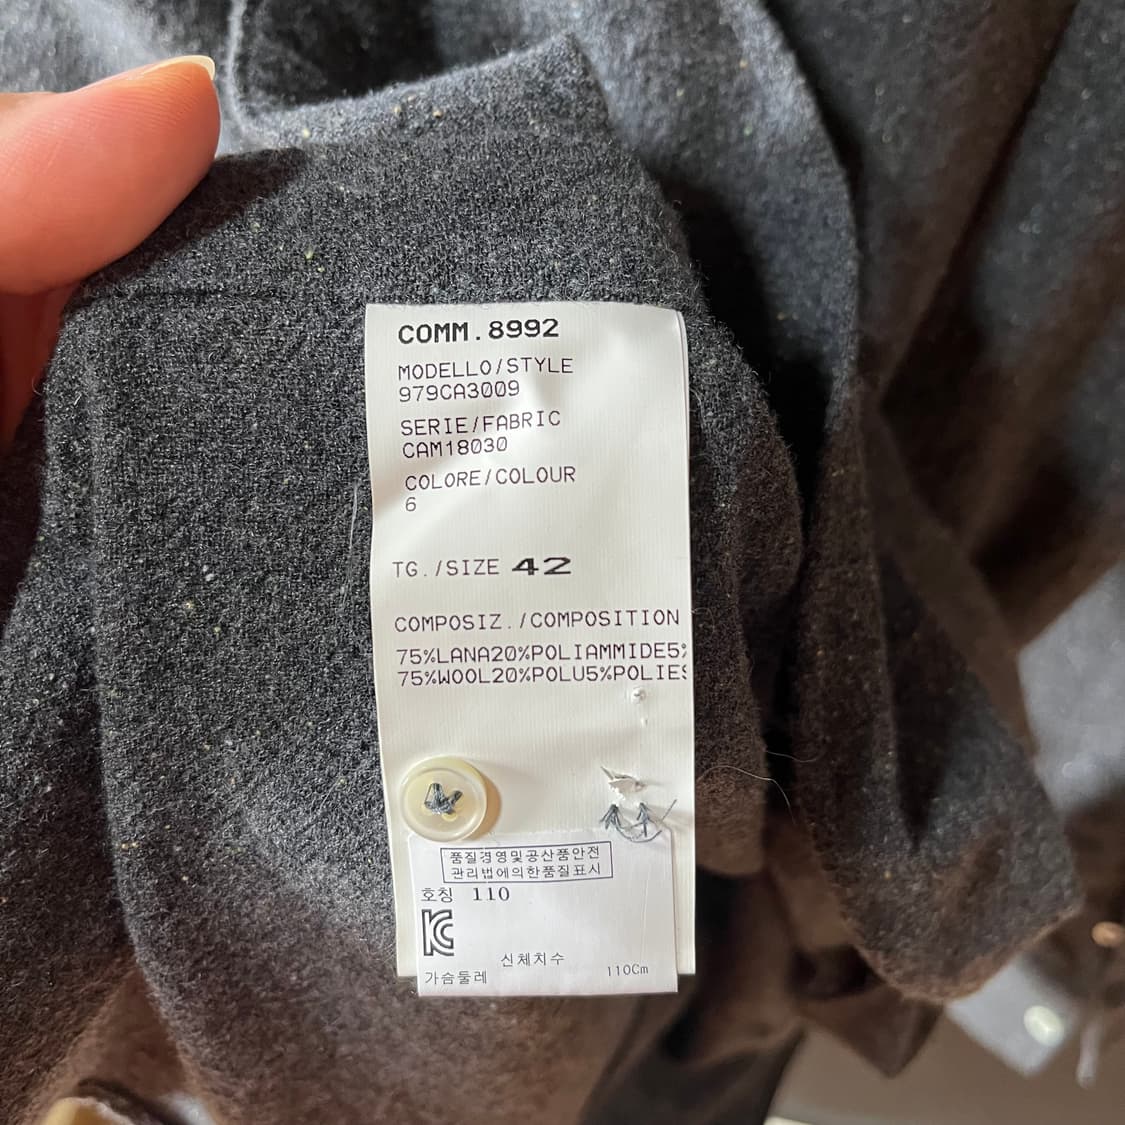 COMM.8992
MODELLO/STYLE
979CA3009
SERIE/FABRIC
CAM18030
COLORE/COLOUR
6
TG./SIZE 42
COMPOSIZ./COMPOSITION
75%LANA20%POLIAMMIDE5%
75%WOOL20%POLU5%POLIES
품질경영및공산품안전
관리법에의한품질표시
호칭 110
KC
신체치수
가슴둘레 110Cm